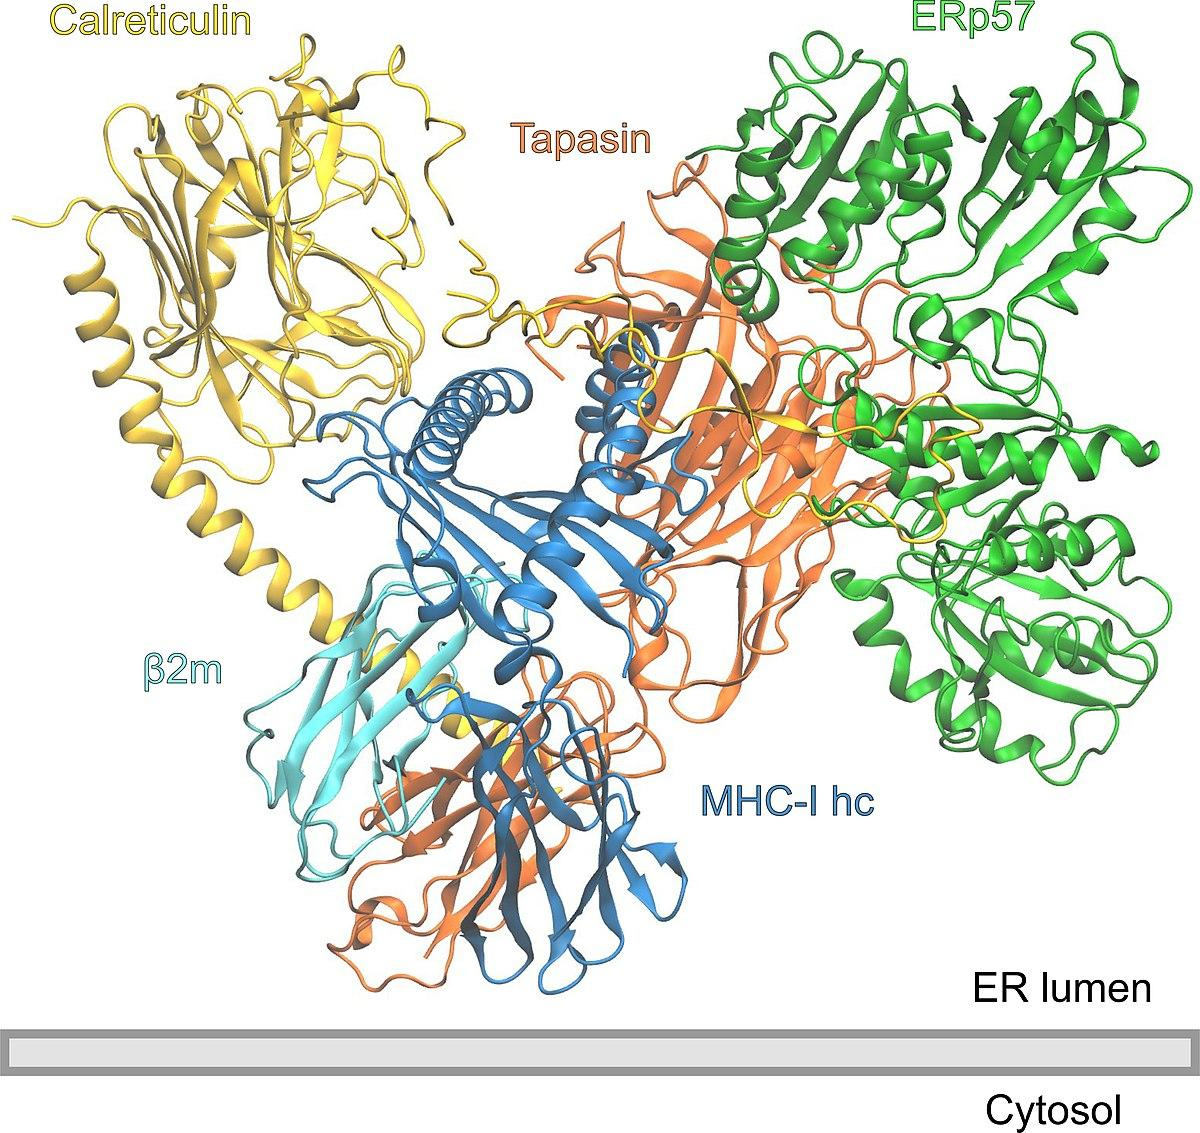 Calreticulin
ERp57
Tapasin
β2m
MHC-I hc
ER lumen
Cytosol